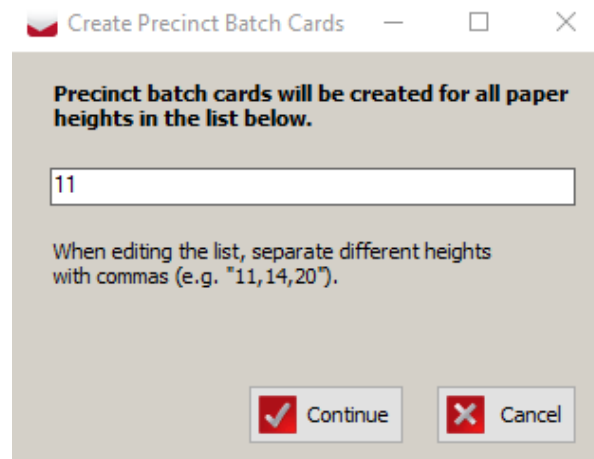 Create Precinct Batch Cards
Precinct batch cards will be created for all paper
heights in the list below.
11
When editing the list, separate different heights
with commas (e.g. "11,14,20").
Continue
Cancel